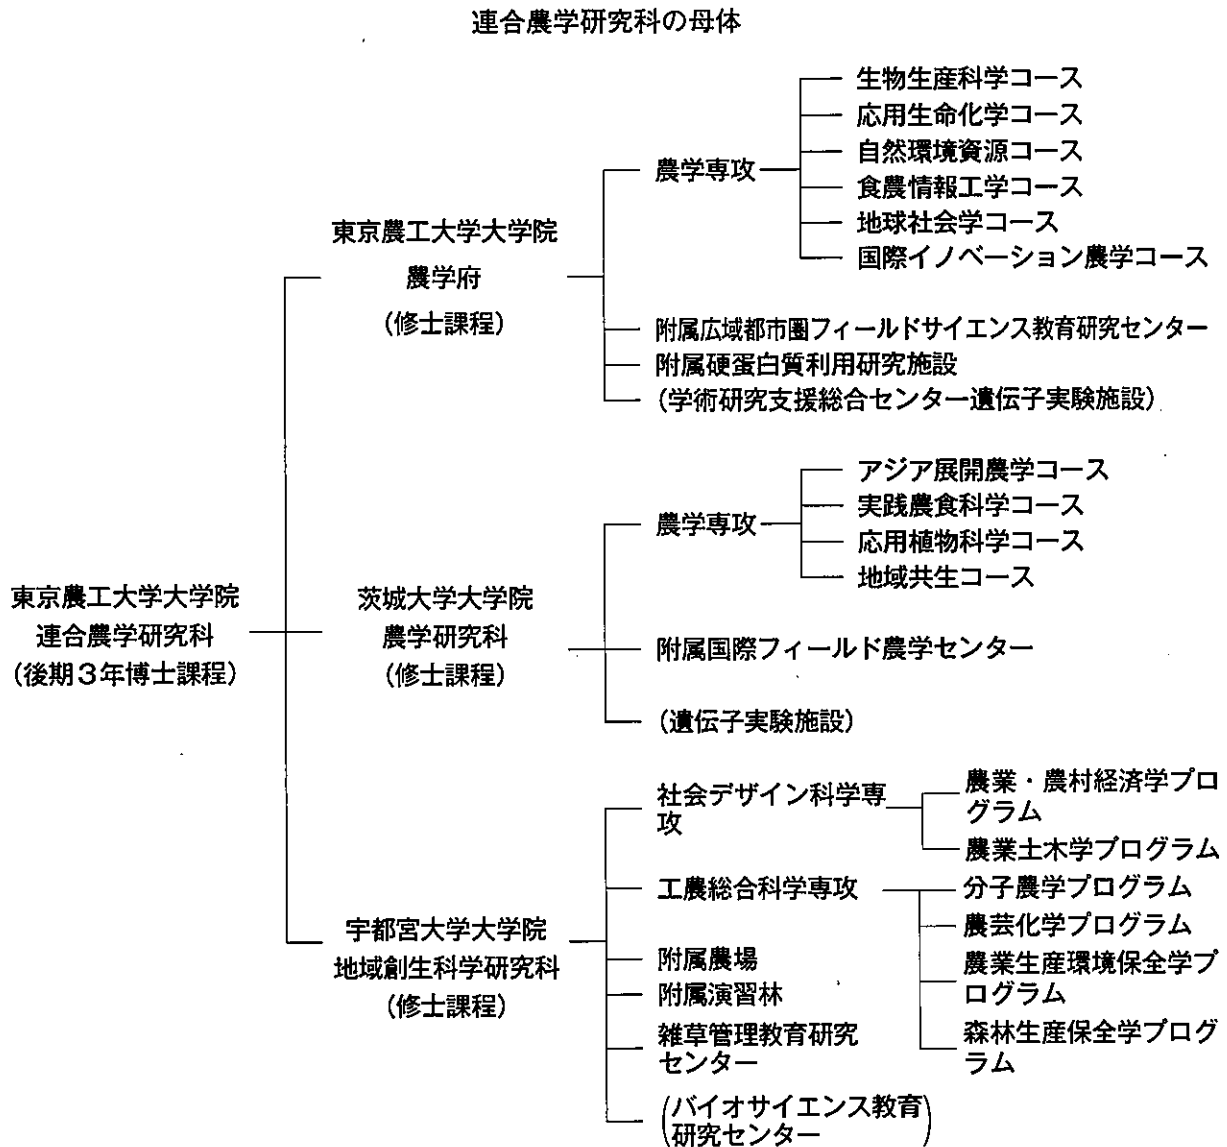 連合農学研究科の母体
東京農工大学大学院
連合農学研究科
(後期3年博士課程)
東京農工大学大学院
農学府
(修士課程)
農学専攻
生物生産科学コース
応用生命化学コース
自然環境資源コース
食農情報工学コース
地球社会学コース
国際イノベーション農学コース
附属広域都市圏フィールドサイエンス教育研究センター
附属硬蛋白質利用研究施設
(学術研究支援総合センター遺伝子実験施設)
茨城大学大学院
農学研究科
(修士課程)
農学専攻
アジア展開農学コース
実践農食科学コース
応用植物科学コース
地域共生コース
附属国際フィールド農学センター
(遺伝子実験施設)
宇都宮大学大学院
地域創生科学研究科
(修士課程)
社会デザイン科学専
攻
農業・農村経済学プロ
グラム
農業土木学プログラム
工農総合科学専攻
分子農学プログラム
農芸化学プログラム
農業生産環境保全学プ
ログラム
森林生産保全学プログ
ラム
附属農場
附属演習林
雑草管理教育研究
センター
(バイオサイエンス教育
研究センター)